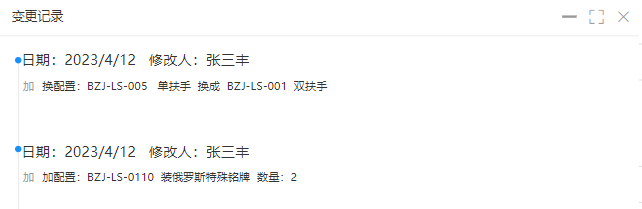 变更记录
日期：2023/4/12 修改人：张三丰
加 换配置：BZJ-LS-005 单扶手 换成 BZJ-LS-001 双扶手
日期：2023/4/12 修改人：张三丰
加 加配置：BZJ-LS-0110 装俄罗斯特殊铭牌 数量：2